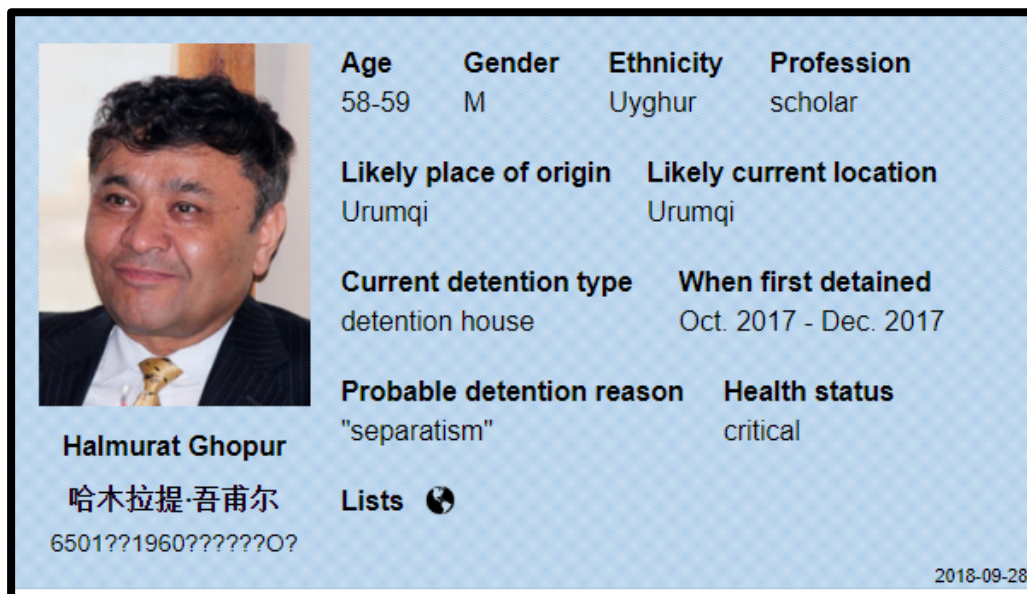 Age Gender Ethnicity Profession
58-59 M Uyghur scholar
Likely place of origin Likely current location
Urumqi Urumqi
Current detention type When first detained
detention house Oct. 2017 - Dec. 2017
Probable detention reason Health status
"separatism" critical
Lists
Halmurat Ghopur
哈木拉提·吾甫尔
6501??1960??????O?
2018-09-28